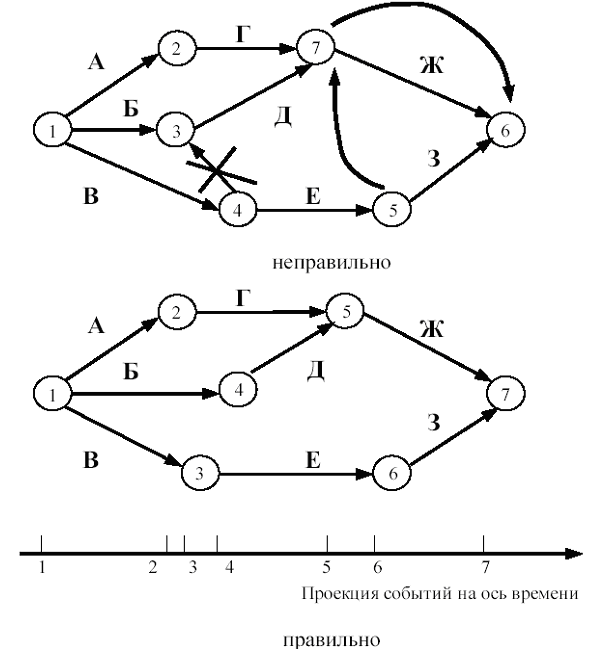 А
2
Г
7
Ж
1
Б
3
Д
6
З
В
4
Е
5
неправильно
А
2
Г
5
Ж
1
Б
4
Д
7
З
В
3
Е
6
1 2 3 4 5 6 7
Проекция событий на ось времени
правильно